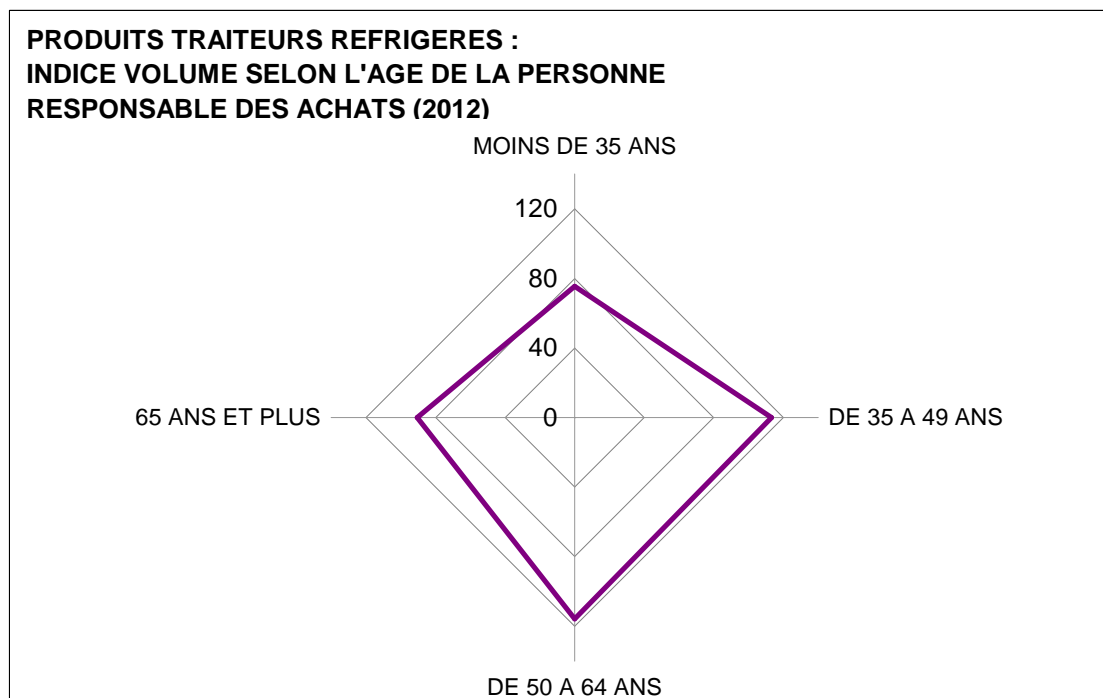 PRODUITS TRAITEURS REFRIGERES :
INDICE VOLUME SELON L'AGE DE LA PERSONNE
RESPONSABLE DES ACHATS (2012)
MOINS DE 35 ANS
120
80
40
0
65 ANS ET PLUS
DE 35 A 49 ANS
DE 50 A 64 ANS